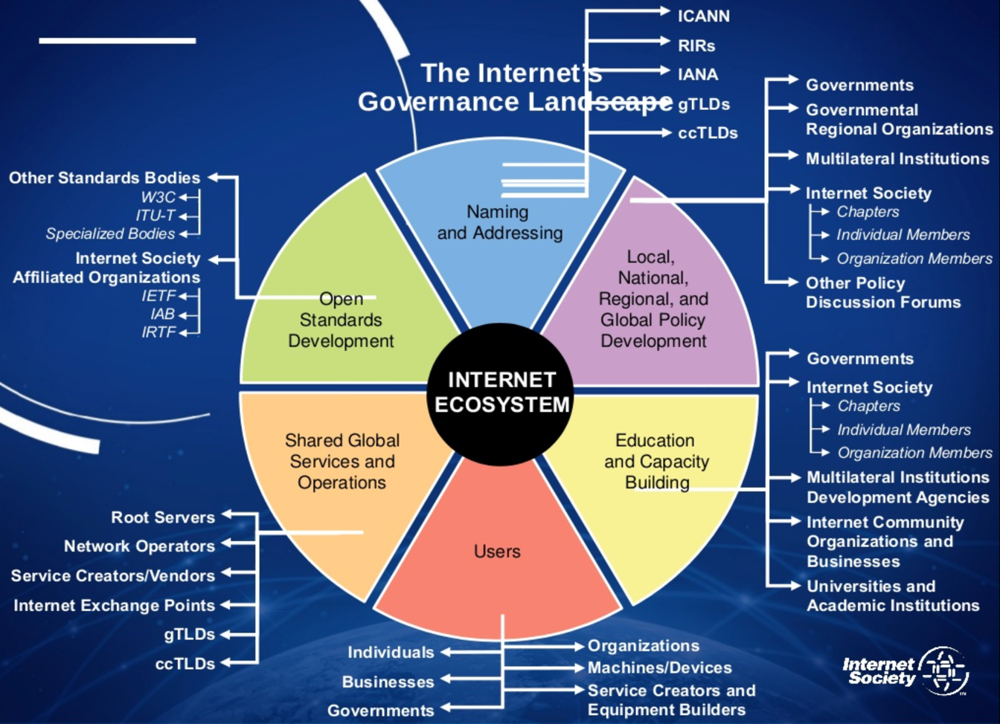 The Internet's
Governance Landscape
ICANN
RIRs
IANA
gTLDs
ccTLDs
Governments
Governmental
Regional Organizations
Multilateral Institutions
Internet Society
Chapters
Individual Members
Organization Members
Other Policy
Discussion Forums
Other Standards Bodies
W3C
ITU-T
Specialized Bodies
Internet Society
Affiliated Organizations
IETF
IAB
IRTF
Naming
and Addressing
Local,
National,
Regional, and
Global Policy
Development
Open
Standards
Development
INTERNET
ECOSYSTEM
Shared Global
Services and
Operations
Education
and Capacity
Building
Users
Governments
Internet Society
Chapters
Individual Members
Organization Members
Multilateral Institutions
Development Agencies
Internet Community
Organizations and
Businesses
Universities and
Academic Institutions
Root Servers
Network Operators
Service Creators/Vendors
Internet Exchange Points
gTLDs
ccTLDs
Individuals
Businesses
Governments
Organizations
Machines/Devices
Service Creators and
Equipment Builders
Internet
Society